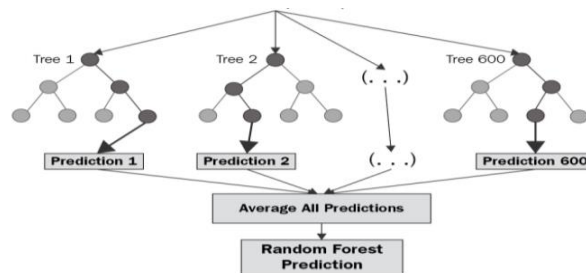 Tree 1
Tree 2
(. . .)
Tree 600
Prediction 1
Prediction 2
(. . .)
Prediction 600
Average All Predictions
Random Forest
Prediction